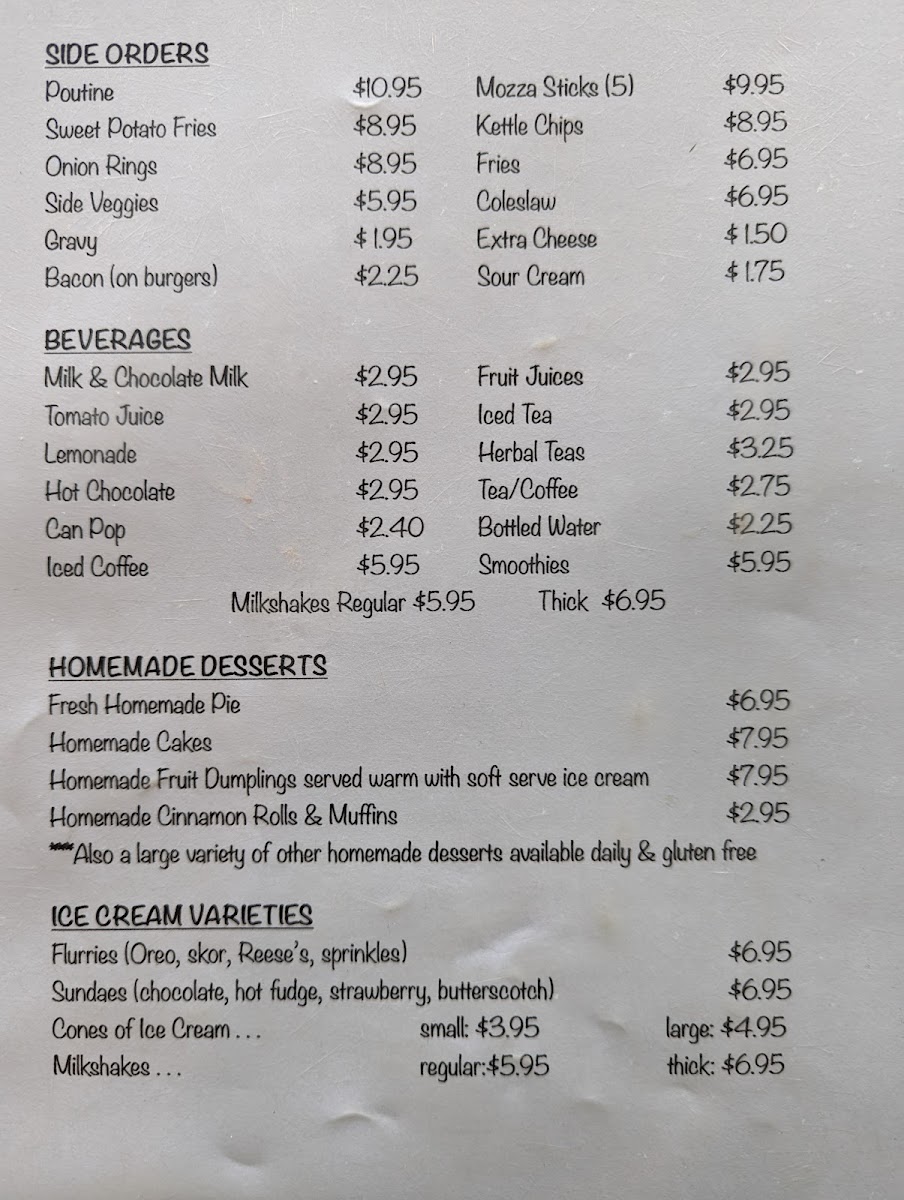 SIDE ORDERS
Poutine $10.95 Mozza Sticks (5) $9.95
Sweet Potato Fries $8.95 Kettle Chips $8.95
Onion Rings $8.95 Fries $6.95
Side Veggies $5.95 Coleslaw $6.95
Gravy $1.95 Extra Cheese $1.50
Bacon (on burgers) $2.25 Sour Cream $1.75
BEVERAGES
Milk & Chocolate Milk $2.95 Fruit Juices $2.95
Tomato Juice $2.95 Iced Tea $2.95
Lemonade $2.95 Herbal Teas $3.25
Hot Chocolate $2.95 Tea/Coffee $2.75
Can Pop $2.40 Bottled Water $2.25
Iced Coffee $5.95 Smoothies $5.95
Milkshakes Regular $5.95 Thick $6.95
HOMEMADE DESSERTS
Fresh Homemade Pie $6.95
Homemade Cakes $7.95
Homemade Fruit Dumplings served warm with soft serve ice cream $7.95
Homemade Cinnamon Rolls & Muffins $2.95
***Also a large variety of other homemade desserts available daily & gluten free
ICE CREAM VARIETIES
Flurries (Oreo, skor, Reese's, sprinkles) $6.95
Sundaes (chocolate, hot fudge, strawberry, butterscotch) $6.95
Cones of Ice Cream . . . small: $3.95 large: $4.95
Milkshakes . . . regular:$5.95 thick: $6.95